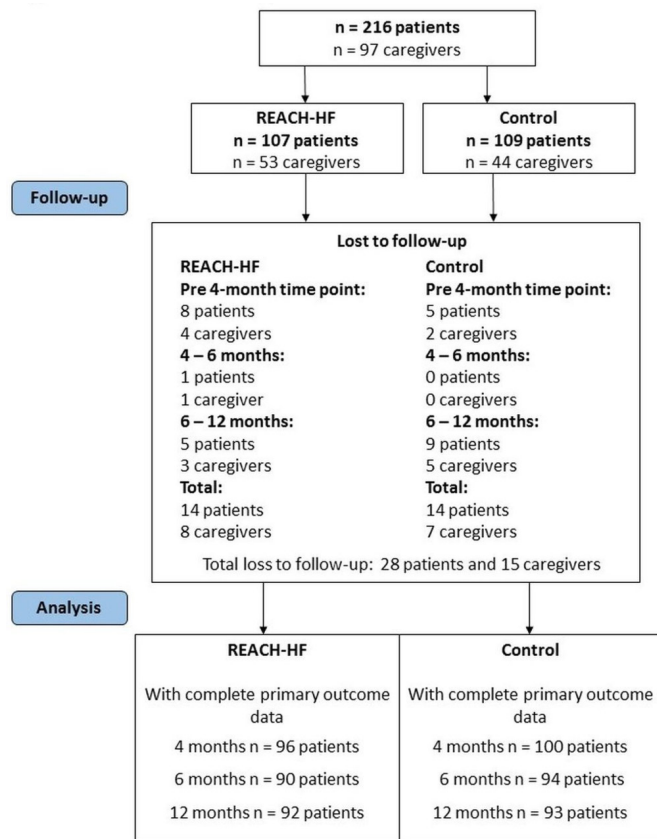 n = 216 patients
n = 97 caregivers
REACH-HF
n = 107 patients
n = 53 caregivers
Control
n = 109 patients
n = 44 caregivers
Follow-up
Lost to follow-up
REACH-HF
Pre 4-month time point:
8 patients
4 caregivers
4 – 6 months:
1 patients
1 caregiver
6 – 12 months:
5 patients
3 caregivers
Total:
14 patients
8 caregivers
Control
Pre 4-month time point:
5 patients
2 caregivers
4 – 6 months:
0 patients
0 caregivers
6 – 12 months:
9 patients
5 caregivers
Total:
14 patients
7 caregivers
Total loss to follow-up: 28 patients and 15 caregivers
Analysis
REACH-HF
With complete primary outcome
data
4 months n = 96 patients
6 months n = 90 patients
12 months n = 92 patients
Control
With complete primary outcome
data
4 months n = 100 patients
6 months n = 94 patients
12 months n = 93 patients